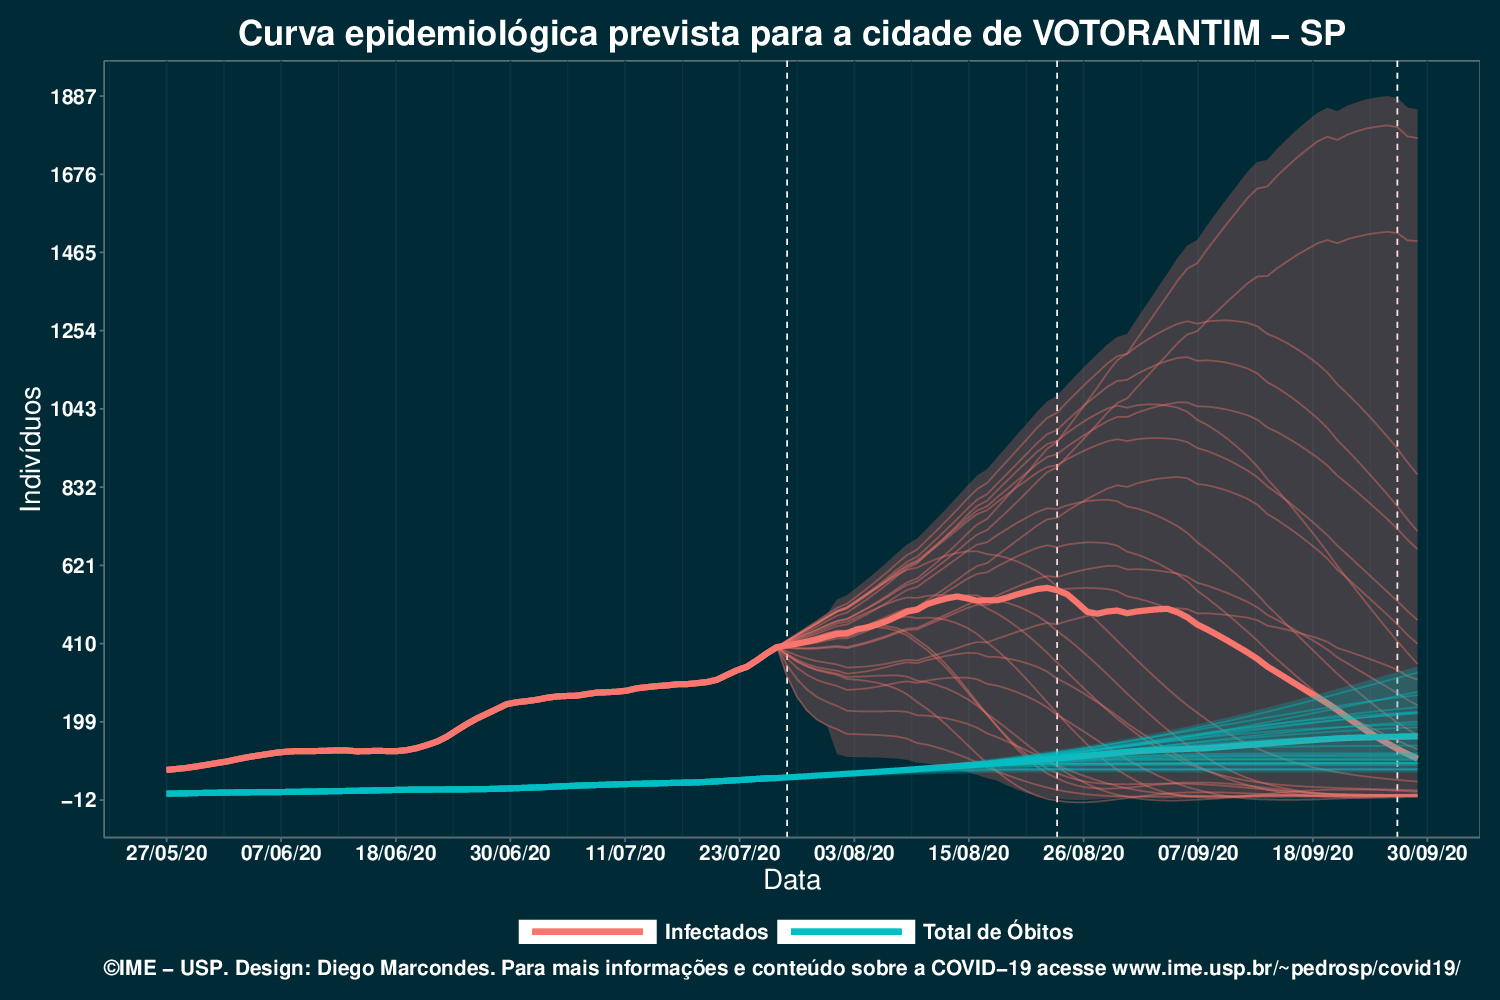 Curva epidemiológica prevista para a cidade de VOTORANTIM – SP
1887
1676
1465
1254
1043
832
621
410
199
−12
Indivíduos
27/05/20 07/06/20 18/06/20 30/06/20 11/07/20 23/07/20 03/08/20 15/08/20 26/08/20 07/09/20 18/09/20 30/09/20
Data
Infectados Total de Óbitos
©IME – USP. Design: Diego Marcondes. Para mais informações e conteúdo sobre a COVID–19 acesse www.ime.usp.br/~pedrosp/covid19/